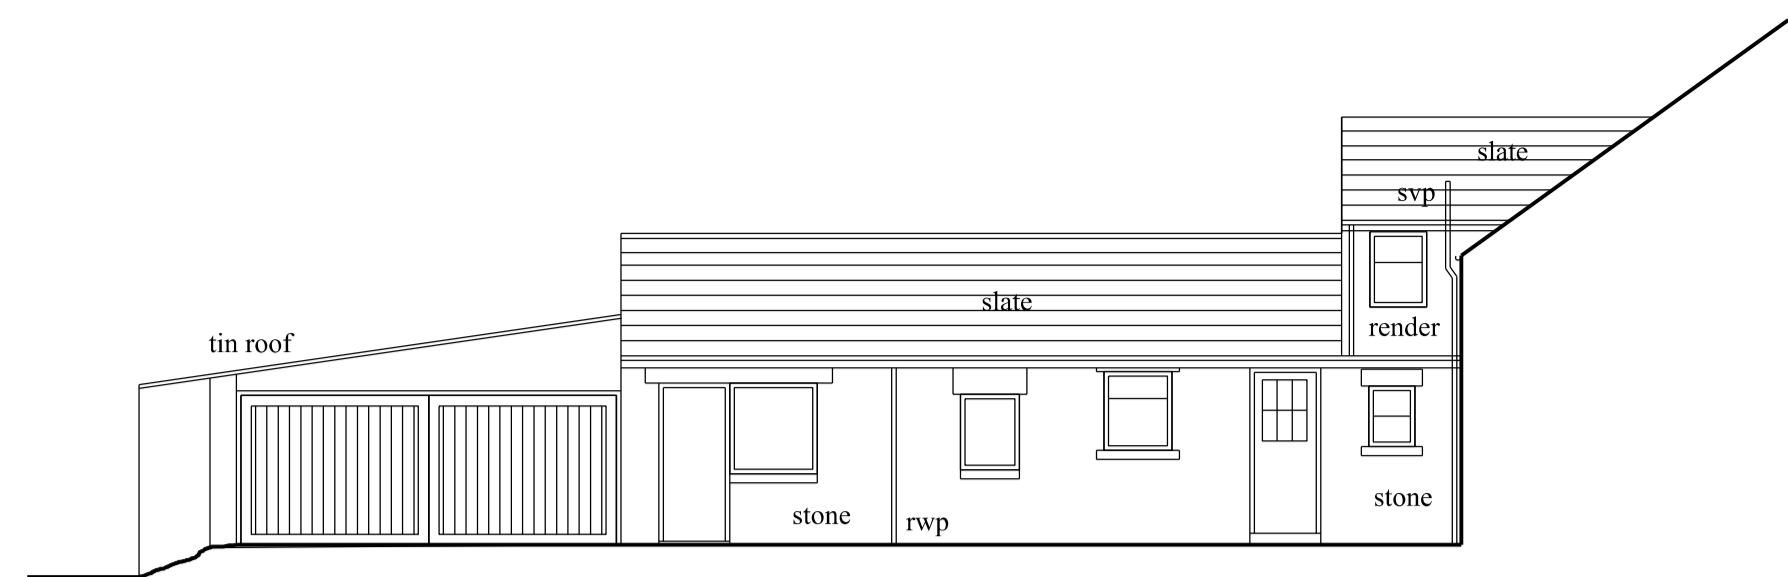 slate
svp
slate
render
tin roof
stone
stone
rwp